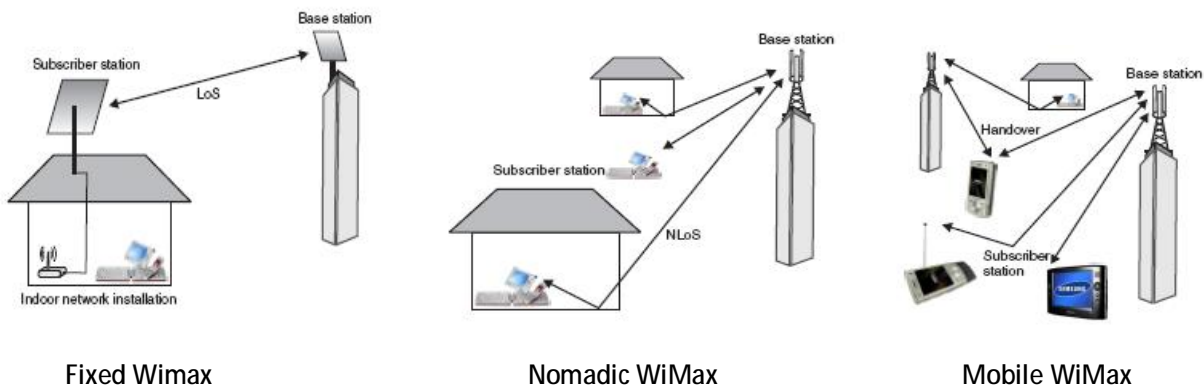 Base station
Subscriber station
LoS
Indoor network installation
Fixed Wimax
Base station
Subscriber station
NLoS
Nomadic WiMax
Base station
Handover
Subscriber
station
SAMSUNG
Mobile WiMax